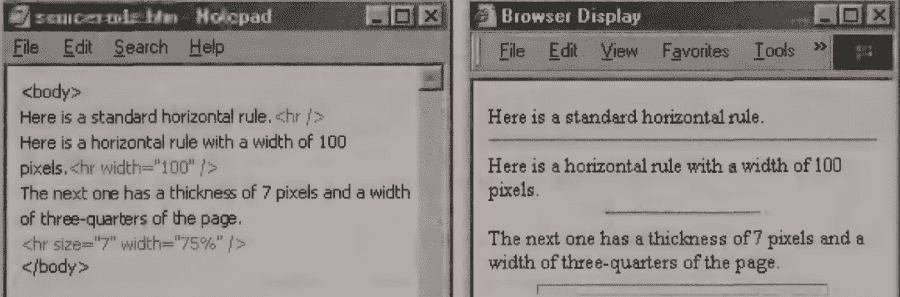 Notepad
File Edit Search Help
<body>
Here is a standard horizontal rule.<hr />
Here is a horizontal rule with a width of 100
pixels.<hr width="100" />
The next one has a thickness of 7 pixels and a width
of three-quarters of the page.
<hr size="7" width="75%" />
</body>
Browser Display
File Edit View Favorites Tools »
Here is a standard horizontal rule.
Here is a horizontal rule with a width of 100
pixels.
The next one has a thickness of 7 pixels and a
width of three-quarters of the page.